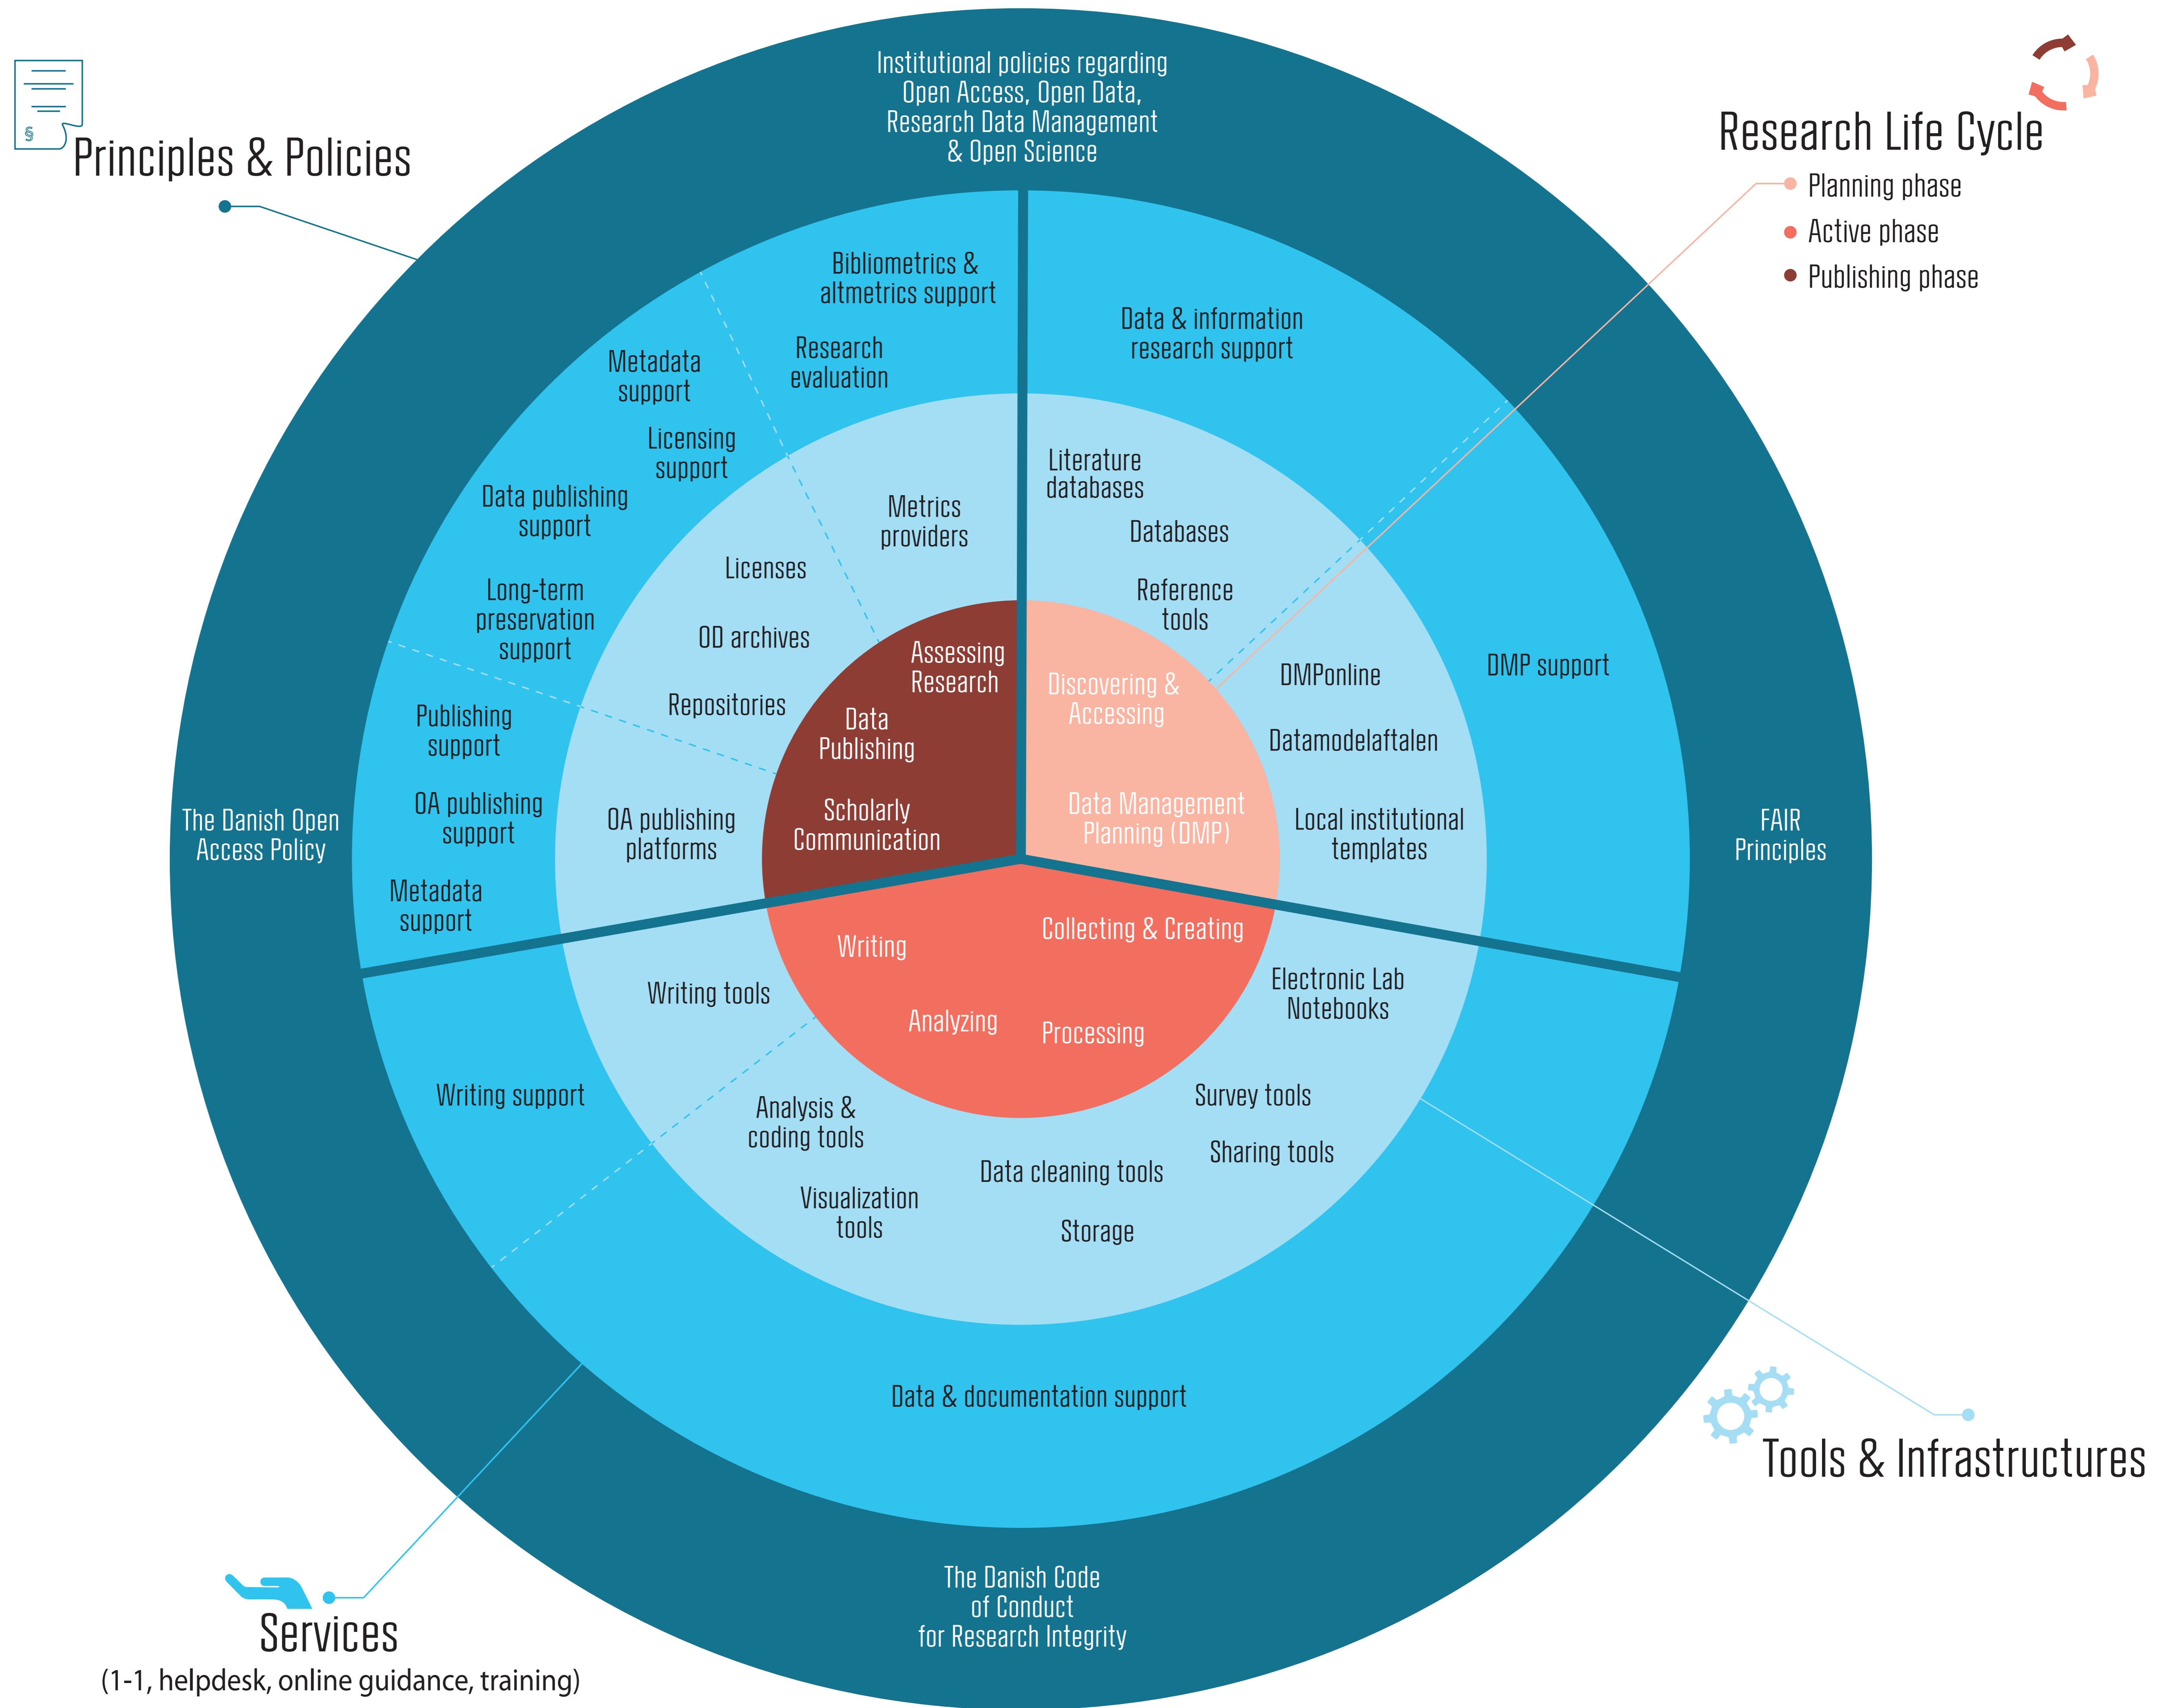 Principles & Policies
§
Research Life Cycle
Planning phase
Active phase
Publishing phase
Institutional policies regarding
Open Access, Open Data,
Research Data Management
& Open Science
The Danish Open
Access Policy
FAIR
Principles
The Danish Code
of Conduct
for Research Integrity
Bibliometrics &
altmetrics support
Research
evaluation
Metadata
support
Licensing
support
Data publishing
support
Long-term
preservation
support
Publishing
support
OA publishing
support
Metadata
support
Data & information
research support
DMP support
Writing support
Data & documentation support
Metrics
providers
Licenses
OD archives
Repositories
OA publishing
platforms
Literature
databases
Databases
Reference
tools
DMPonline
Datamodelaftalen
Local institutional
templates
Writing tools
Analysis &
coding tools
Visualization
tools
Data cleaning tools
Storage
Electronic Lab
Notebooks
Survey tools
Sharing tools
Assessing
Research
Data
Publishing
Scholarly
Communication
Discovering &
Accessing
Data Management
Planning (DMP)
Writing
Collecting & Creating
Analyzing
Processing
Tools & Infrastructures
Services
(1-1, helpdesk, online guidance, training)